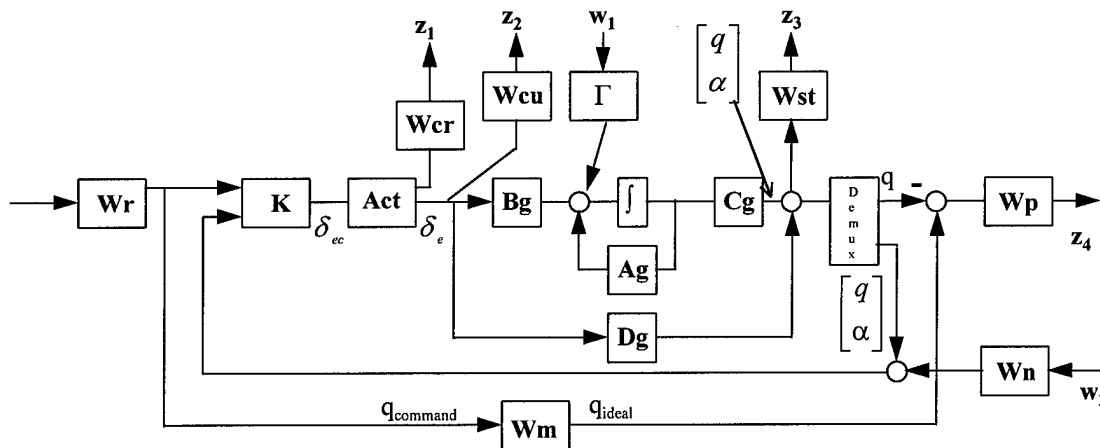 z1
z2
w1
z3
[q α]
Wcr
Wcu
Γ
Wst
Wr
K
Act
Bg
∫
Cg
Demux
q
-
Wp
δec
δe
z4
Ag
[q α]
Dg
Wn
qcommand
Wm
qideal